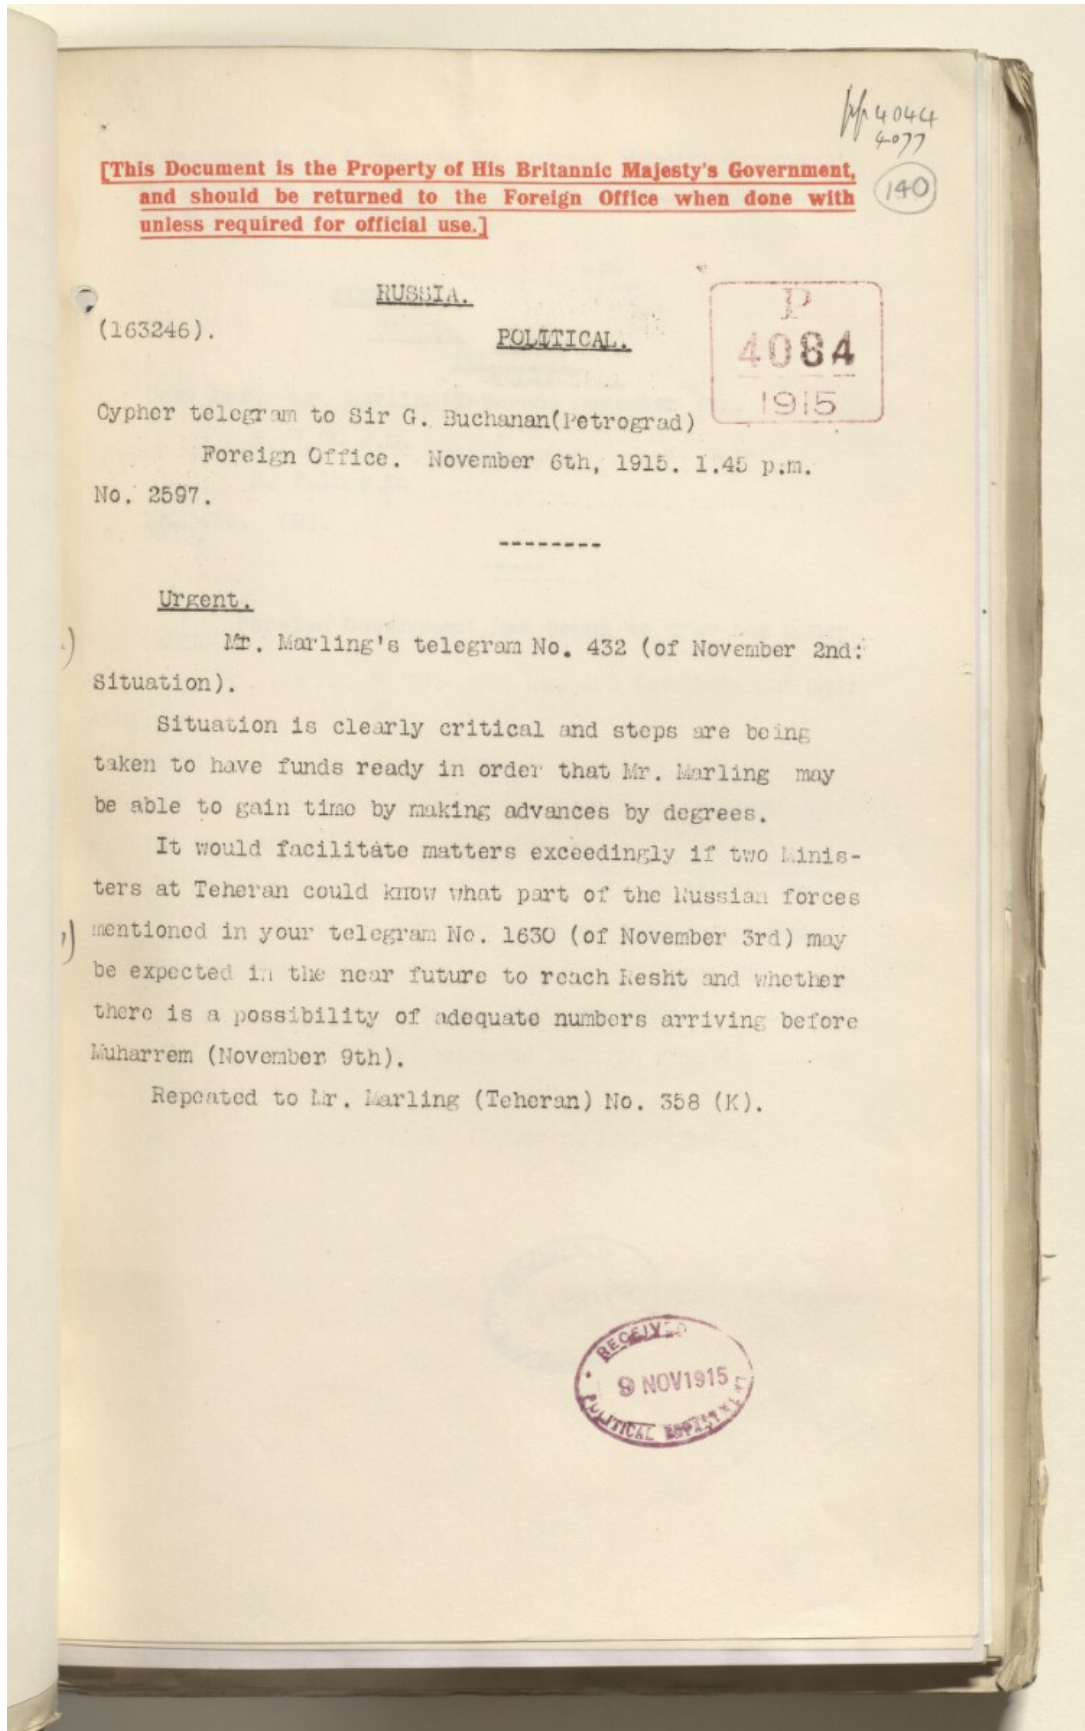 pp. 4044
4077
140
[This Document is the Property of His Britannic Majesty's Government,
and should be returned to the Foreign Office when done with
unless required for official use.]
RUSSIA.
(163246).
POLITICAL.
P
4084
1915
Cypher telegram to Sir G. Buchanan(Petrograd)
Foreign Office. November 6th, 1915. 1.45 p.m.
No. 2597.
--------
Urgent.
Mr. Marling's telegram No. 432 (of November 2nd:
Situation).
Situation is clearly critical and steps are being
taken to have funds ready in order that Mr. Marling may
be able to gain time by making advances by degrees.
It would facilitate matters exceedingly if two Minis-
ters at Teheran could know what part of the Russian forces
mentioned in your telegram No. 1630 (of November 3rd) may
be expected in the near future to reach Resht and whether
there is a possibility of adequate numbers arriving before
Muharrem (November 9th).
Repeated to Mr. Marling (Teheran) No. 358 (K).
RECEIVED
9 NOV 1915
POLITICAL DEPARTMENT